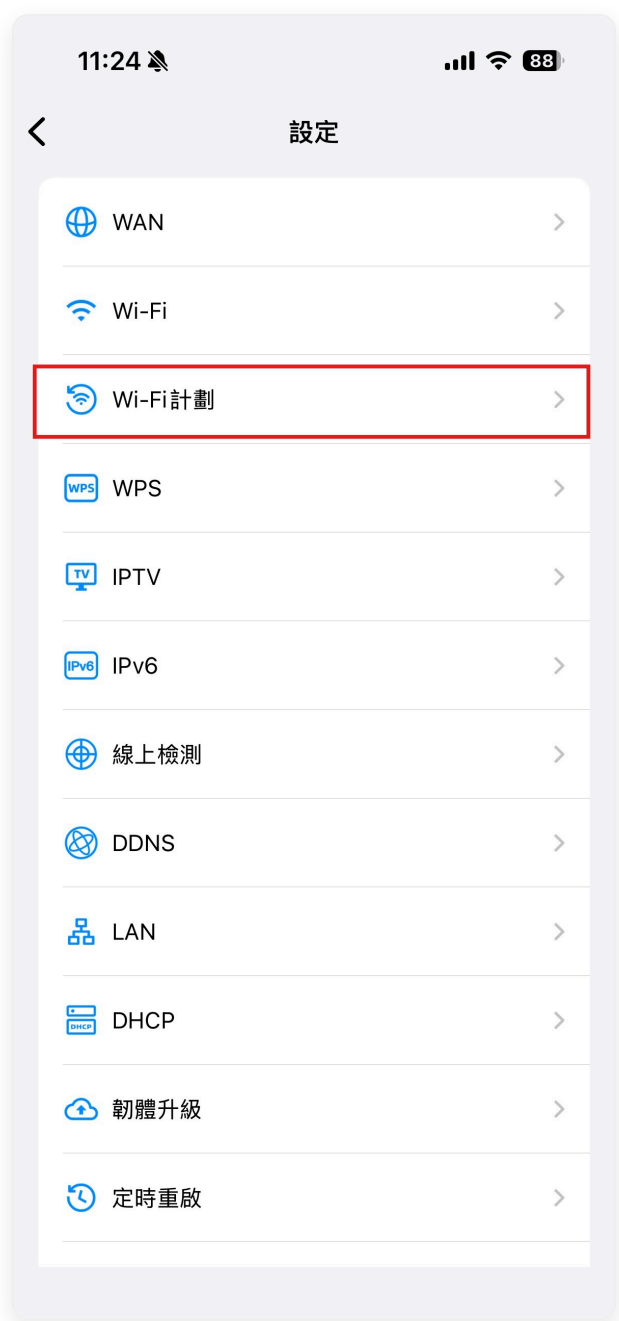 11:24
88
設定
WAN
Wi-Fi
Wi-Fi計劃
WPS WPS
TV IPTV
IPv6 IPv6
線上檢測
DDNS
LAN
DHCP DHCP
韌體升級
定時重啟